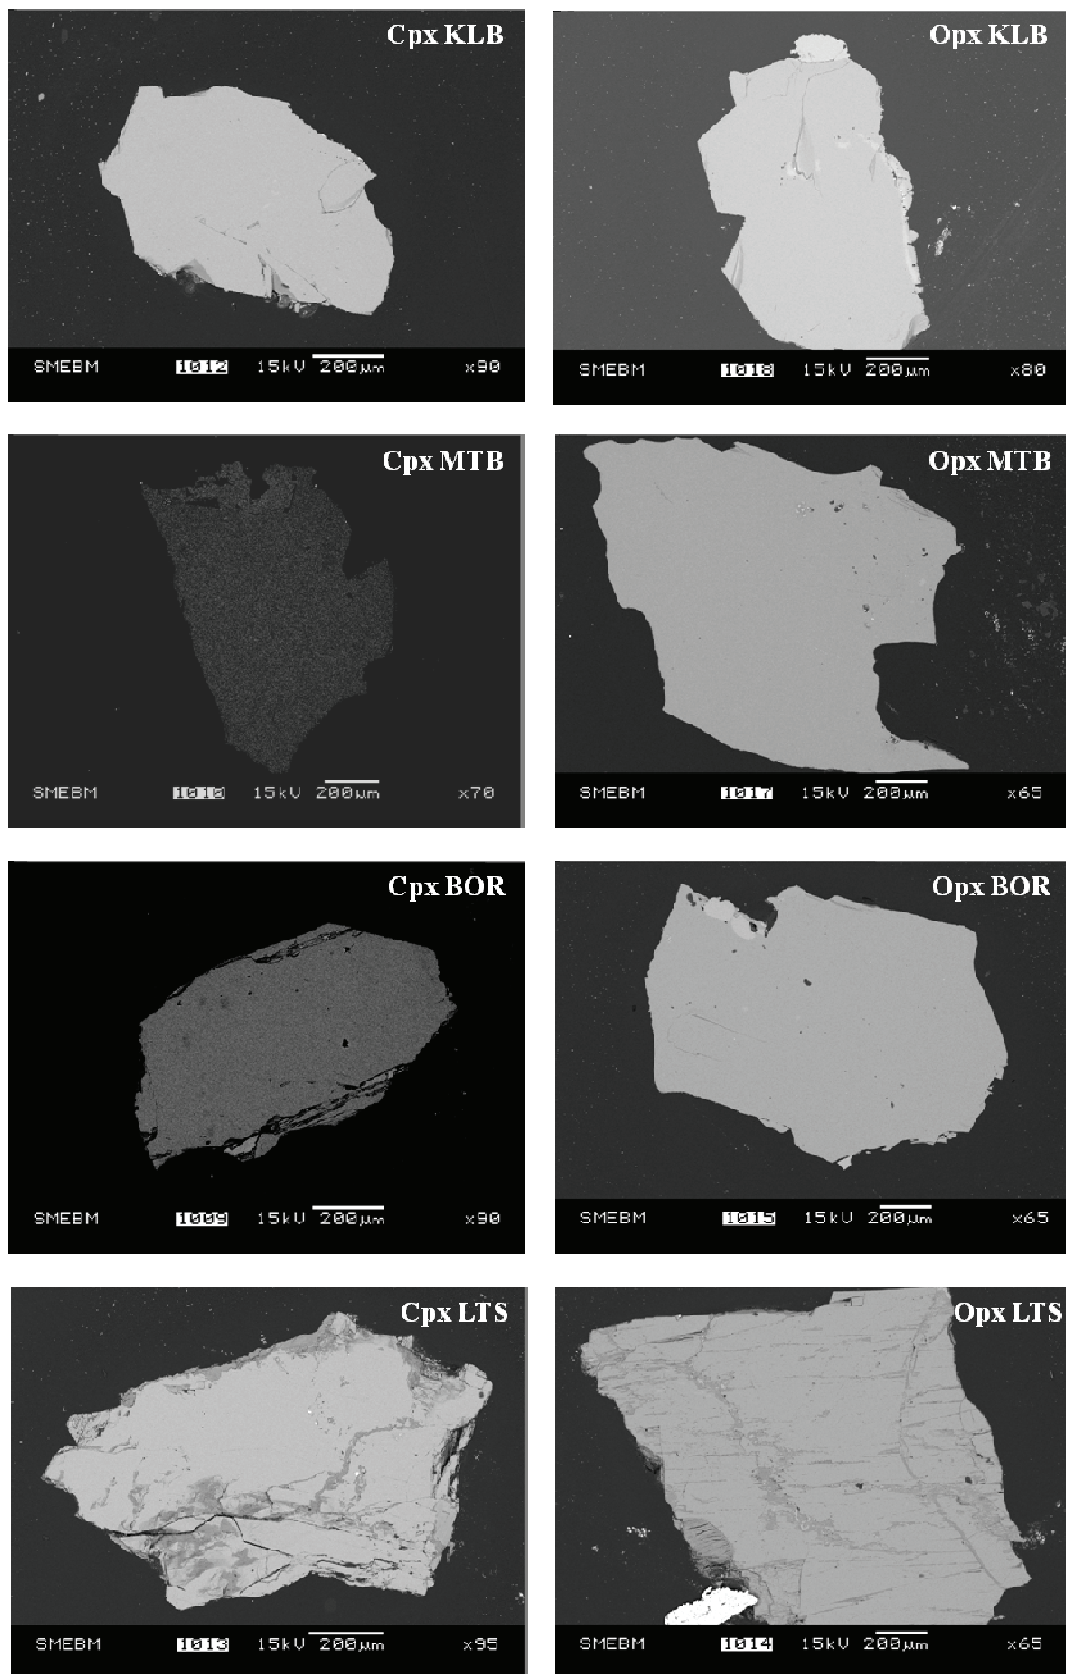 Cpx KLB
SMEBM 1012 15kV 200µm x90
Opx KLB
SMEBM 1018 15kV 200µm x80
Cpx MTB
SMEBM 1010 15kV 200µm x70
Opx MTB
SMEBM 1017 15kV 200µm x65
Cpx BOR
SMEBM 1009 15kV 200µm x90
Opx BOR
SMEBM 1015 15kV 200µm x65
Cpx LTS
SMEBM 1013 15kV 200µm x95
Opx LTS
SMEBM 1014 15kV 200µm x65